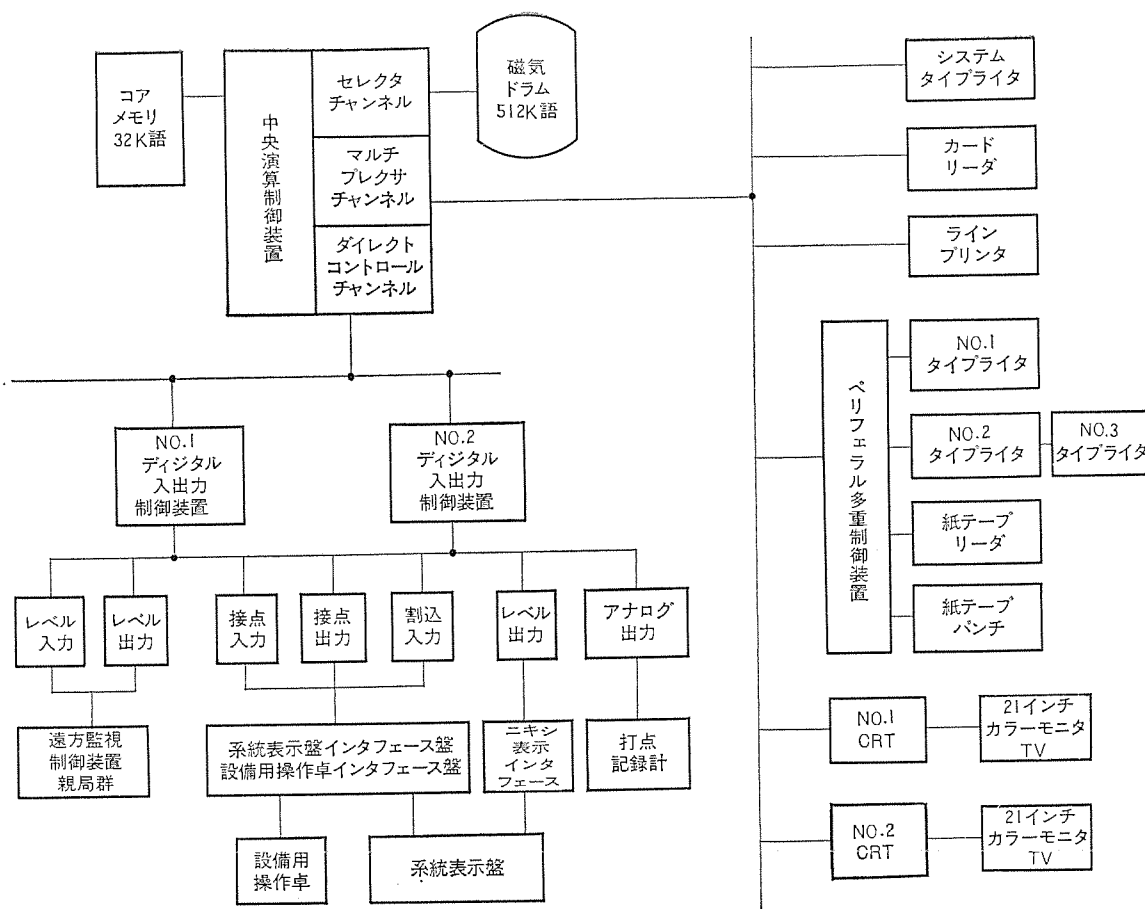 コア
メモリ
32K語
中央演算制御装置
セレクタ
チャンネル
マルチ
プレクサ
チャンネル
ダイレクト
コントロール
チャンネル
磁気
ドラム
512K語
NO.1
ディジタル
入出力
制御装置
NO.2
ディジタル
入出力
制御装置
レベル
入力
レベル
出力
接点
入力
接点
出力
割込
入力
レベル
出力
アナログ
出力
遠方監視
制御装置
親局群
系統表示盤インタフェース盤
設備用操作卓インタフェース盤
ニキシ
表示
インタ
フェース
打点
記録計
設備用
操作卓
系統表示盤
システム
タイプライタ
カード
リーダ
ライン
プリンタ
ペリフェラル多重制御装置
NO.1
タイプライタ
NO.2
タイプライタ
NO.3
タイプライタ
紙テープ
リーダ
紙テープ
パンチ
NO.1
CRT
21インチ
カラーモニタ
TV
NO.2
CRT
21インチ
カラーモニタ
TV